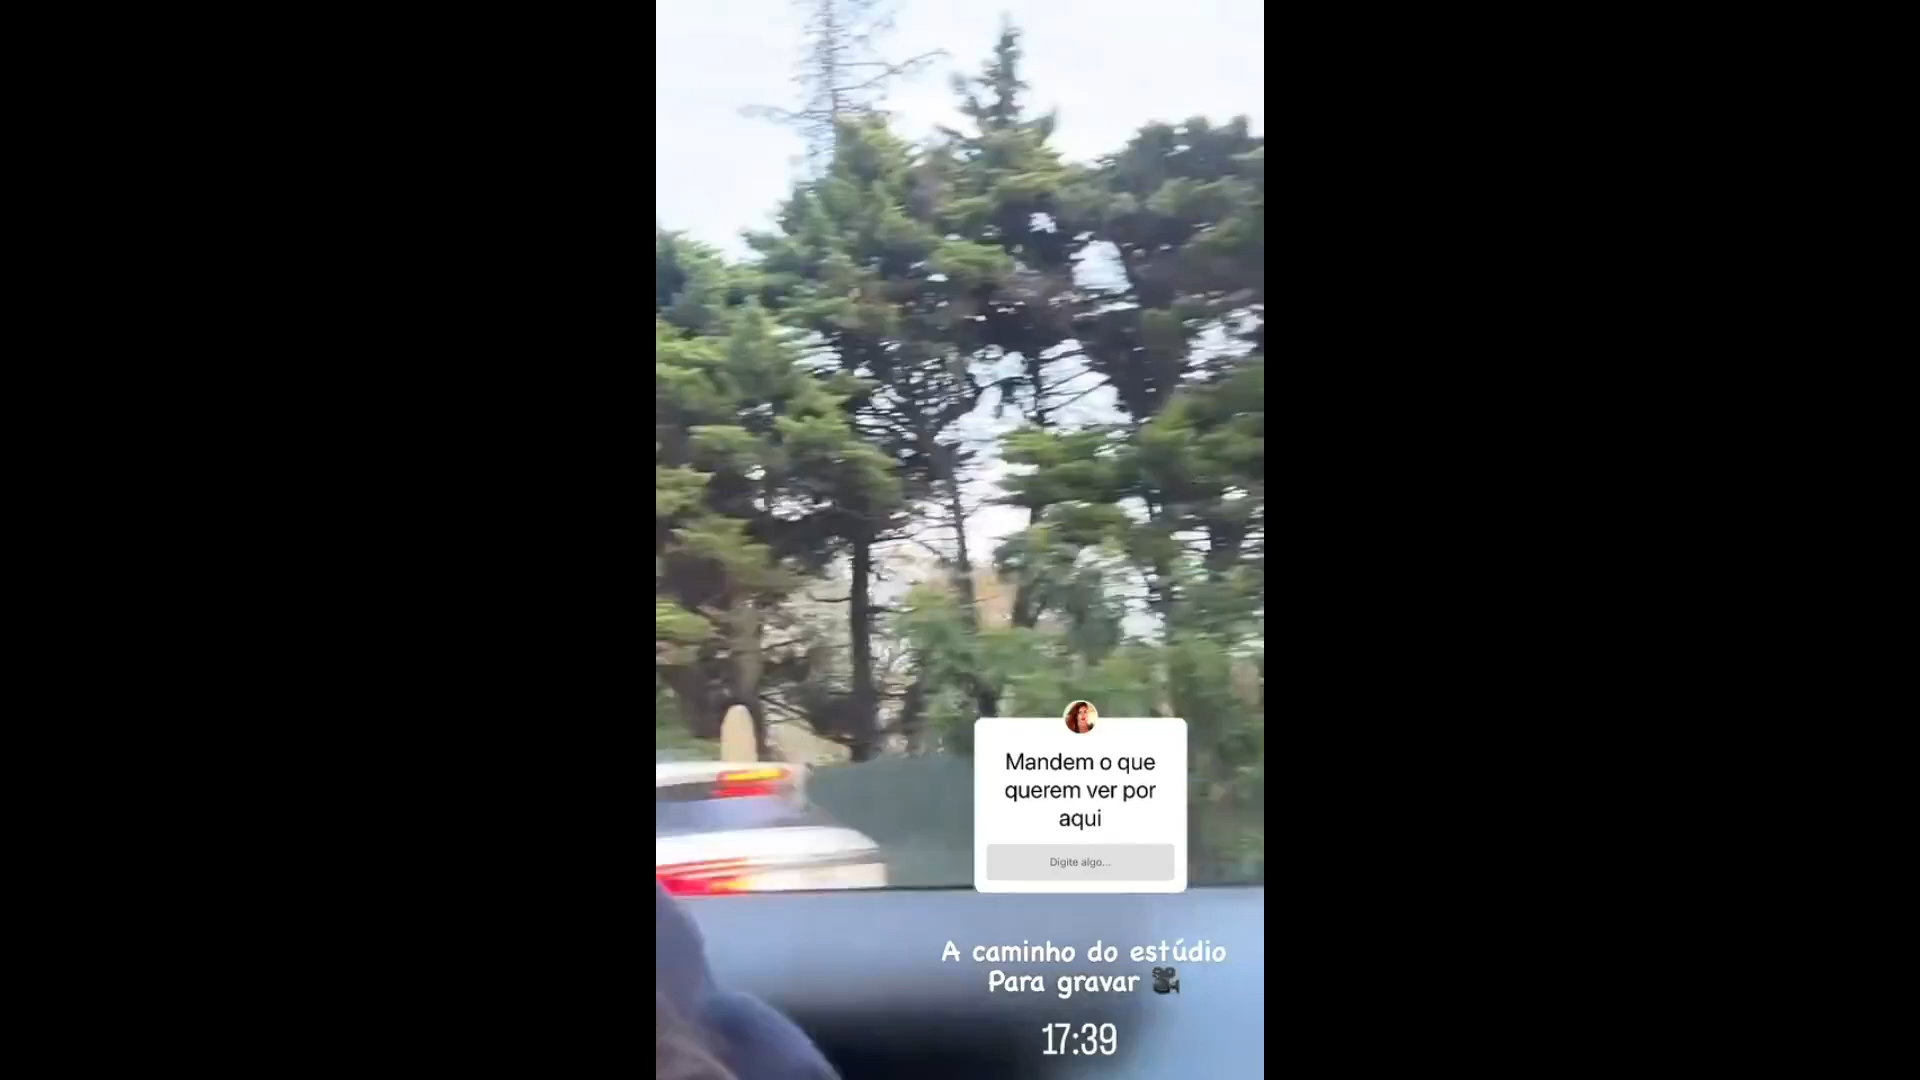 Mandem o que
querem ver por
aqui
Digite algo...
A caminho do estúdio
Para gravar 🎥
17:39